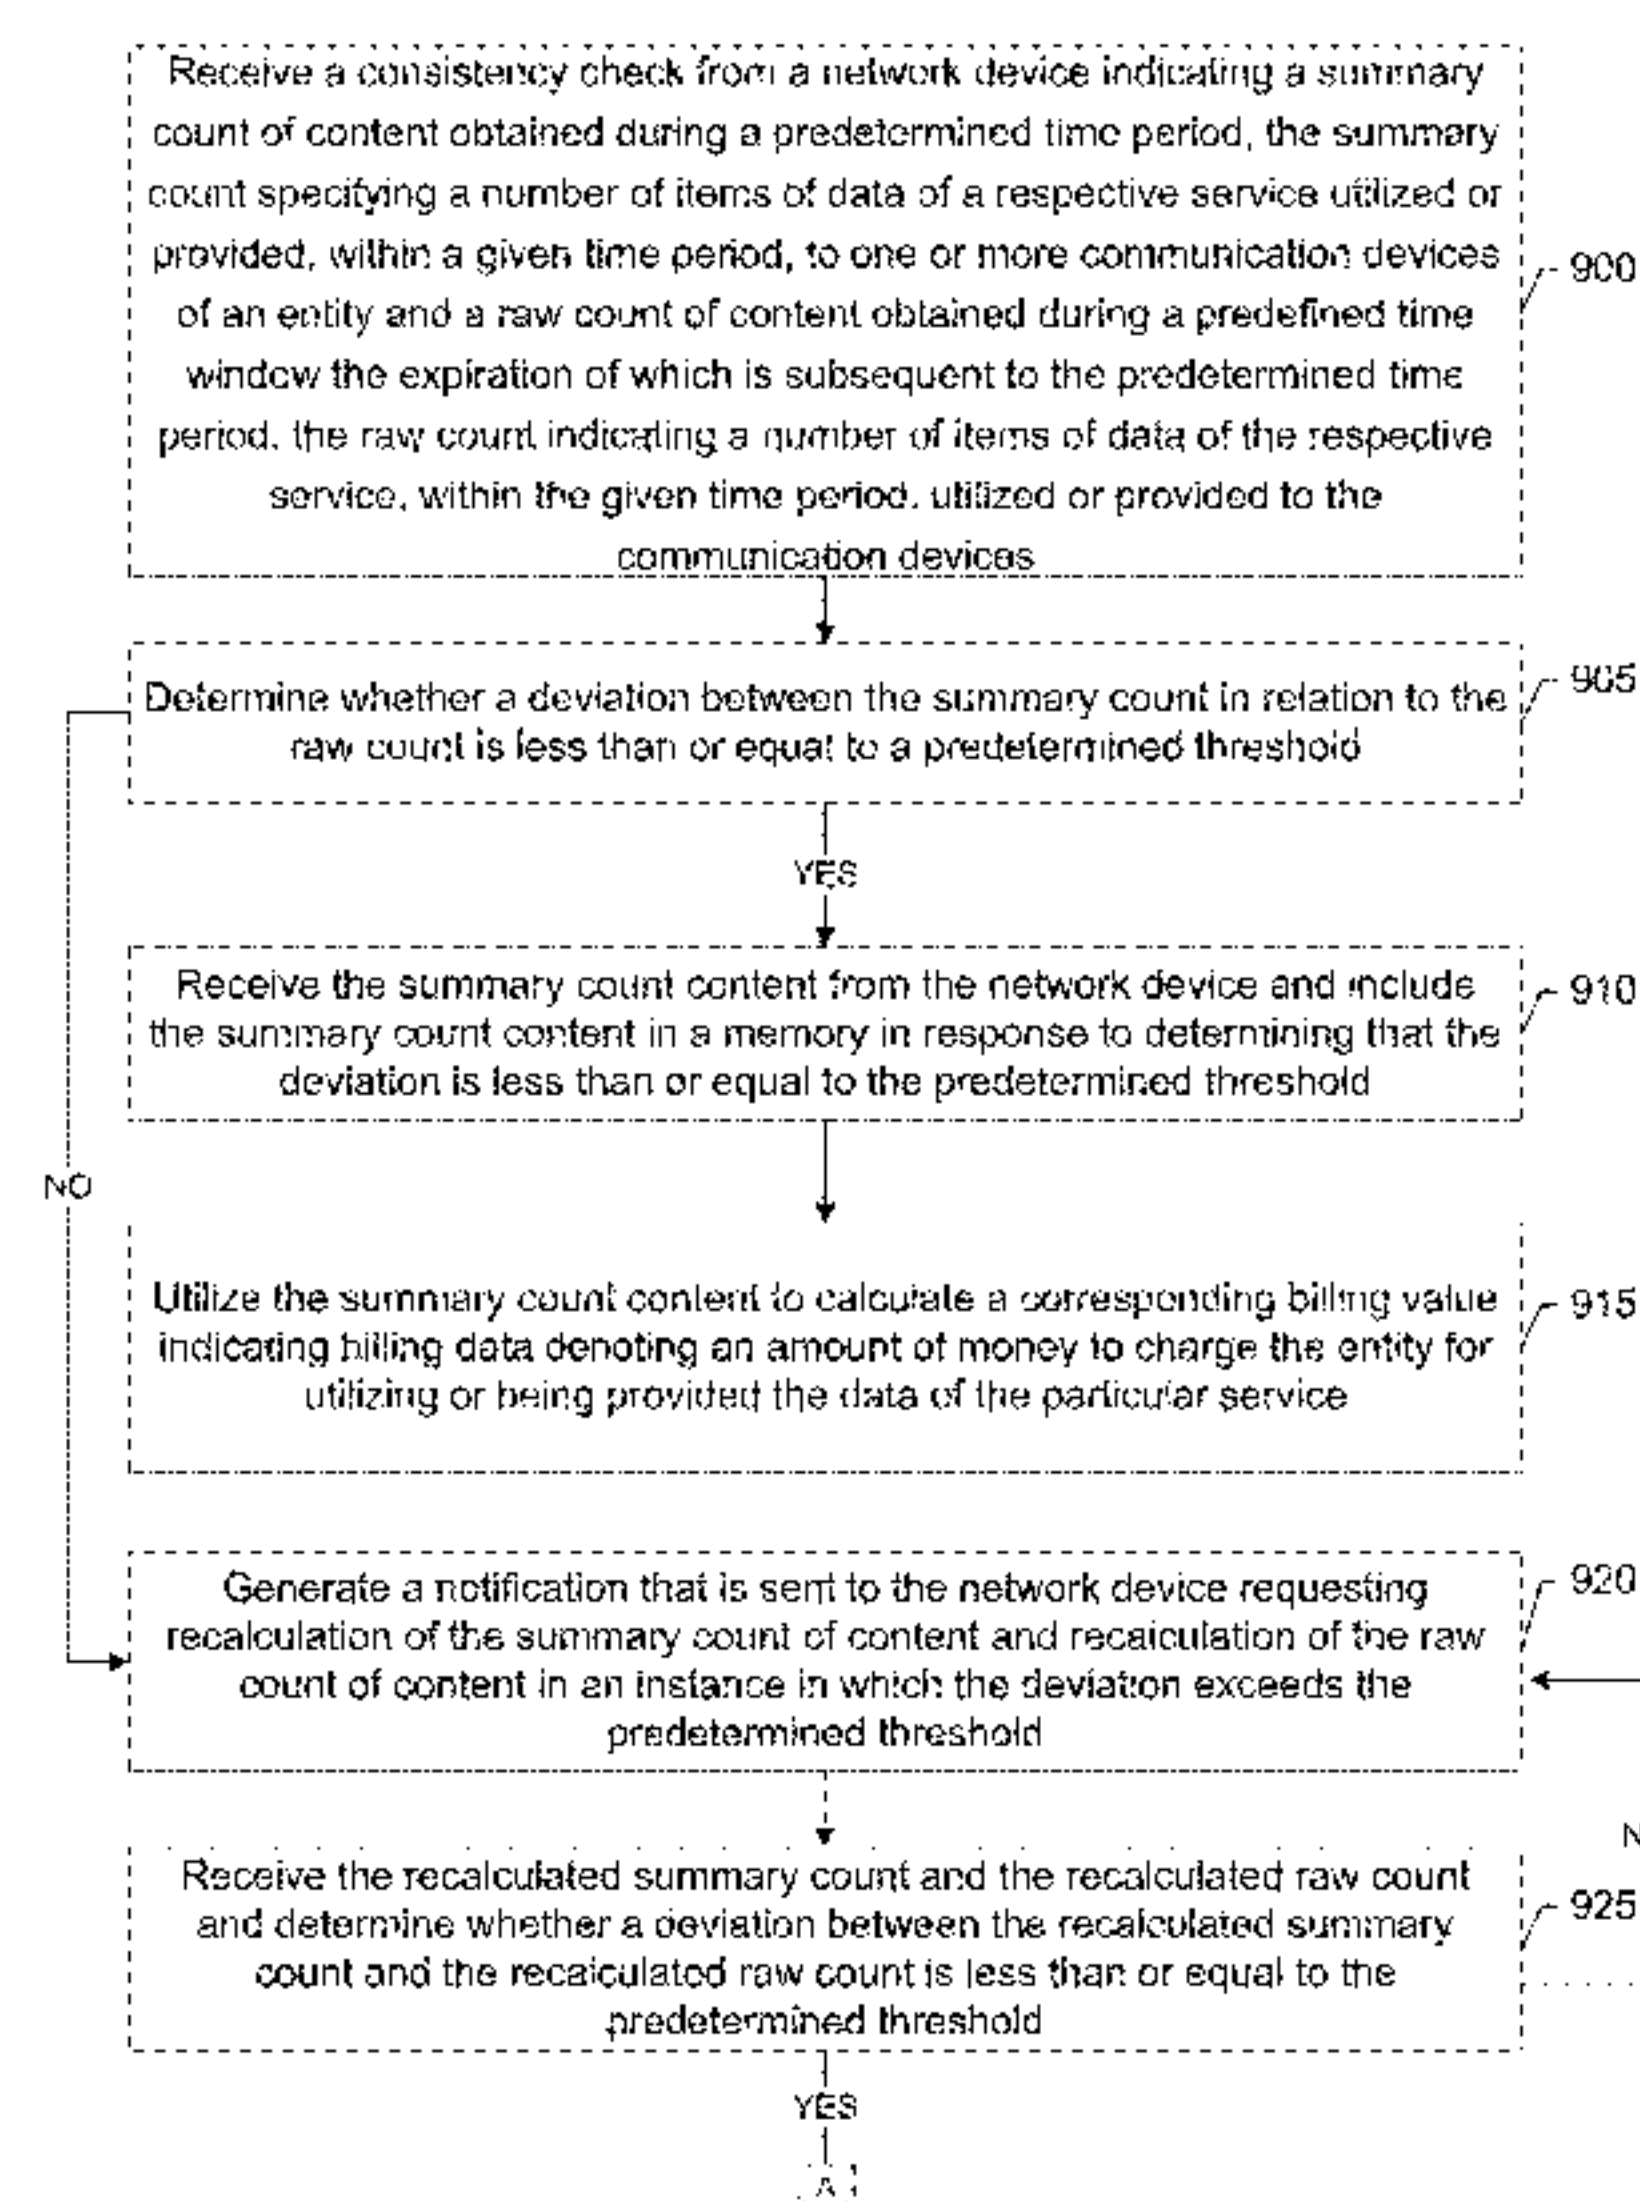 Receive a consistency check from a network device indicating a summary
count of content obtained during a predetermined time period, the summary
count specifying a number of items of data of a respective service utilized or
provided, within a given time period, to one or more communication devices
of an entity and a raw count of content obtained during a predefined time
window the expiration of which is subsequent to the predetermined time
period, the raw count indicating a number of items of data of the respective
service, within the given time period, utilized or provided to the
communication devices
900
Determine whether a deviation between the summary count in relation to the
raw count is less than or equal to a predetermined threshold
905
YES
Receive the summary count content from the network device and include
the summary count content in a memory in response to determining that the
deviation is less than or equal to the predetermined threshold
910
NO
Utilize the summary count content to calculate a corresponding billing value
indicating billing data denoting an amount of money to charge the entity for
utilizing or being provided the data of the particular service
915
Generate a notification that is sent to the network device requesting
recalculation of the summary count of content and recalculation of the raw
count of content in an instance in which the deviation exceeds the
predetermined threshold
920
Receive the recalculated summary count and the recalculated raw count
and determine whether a deviation between the recalculated summary
count and the recalculated raw count is less than or equal to the
predetermined threshold
925
YES
A